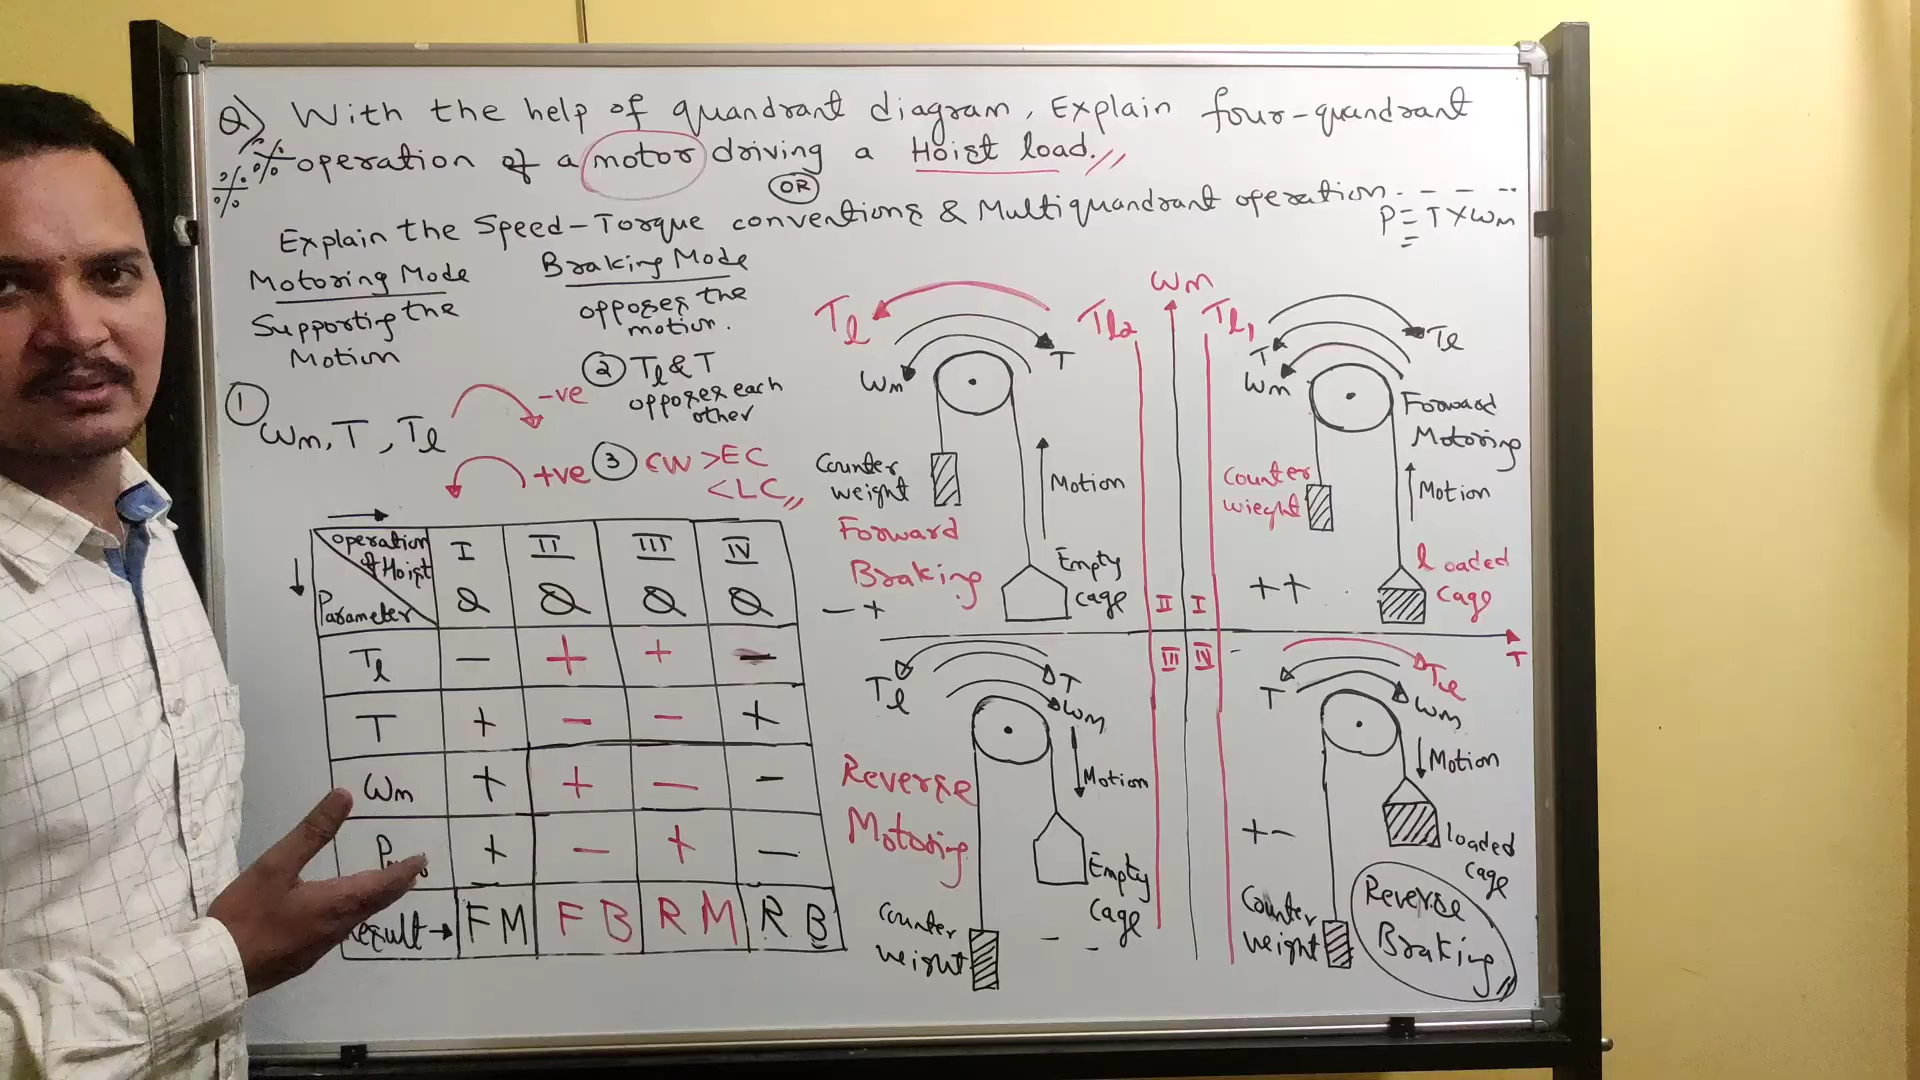 Q) With the help of quandrant diagram, Explain four-quandrant
operation of a motor driving a Hoist load.
OR
Explain the Speed-Torque conventions & Multiquandrant operation - - - -
P = T x Wm
Motoring Mode
Supporting the
Motion
Braking Mode
opposes the
motion.
① Wm, T, Tl
-ve
+ve
② Tl & T
opposes each
other
③ CW > EC
< LC
Operation of Hoist
Parameter
I Q II Q III Q IV Q
Tl - + + -
T + - - +
Wm + + - -
+ - + -
Result → FM FB RM RB
Wm
Tl2 Tl1
T
II I
III IV
Tl
T
Wm
Counter
weight
Motion
Forward
Braking
Empty
cage
- +
Tl
T
Wm
Forward
Motoring
Counter
wieght
Motion
loaded
cage
++
Tl
T
Wm
Motion
Reverse
Motoring
Empty
cage
Counter
weight
- -
Tl
T
Wm
Motion
loaded
cage
+-
Counter
weight
Reverse
Braking